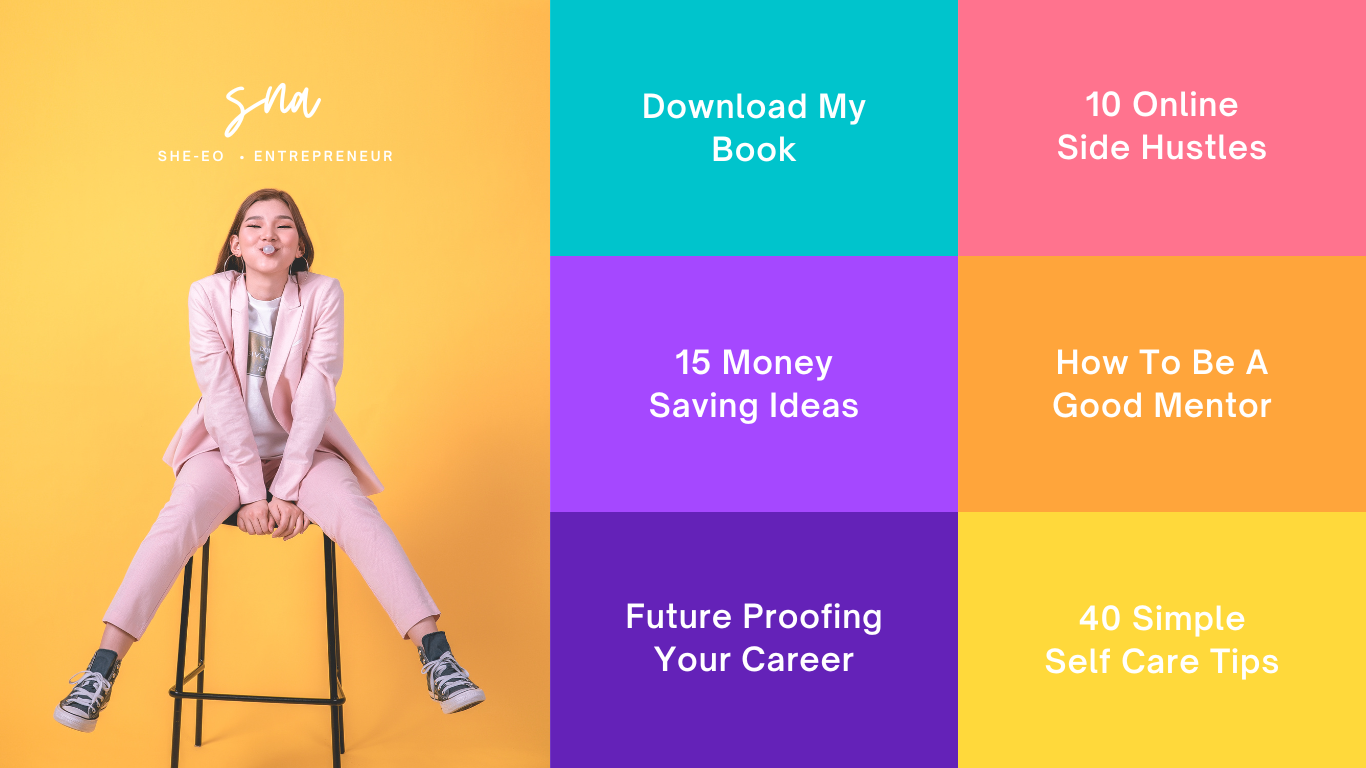 sna
SHE-EO • ENTREPRENEUR
Download My
Book
10 Online
Side Hustles
15 Money
Saving Ideas
How To Be A
Good Mentor
Future Proofing
Your Career
40 Simple
Self Care Tips